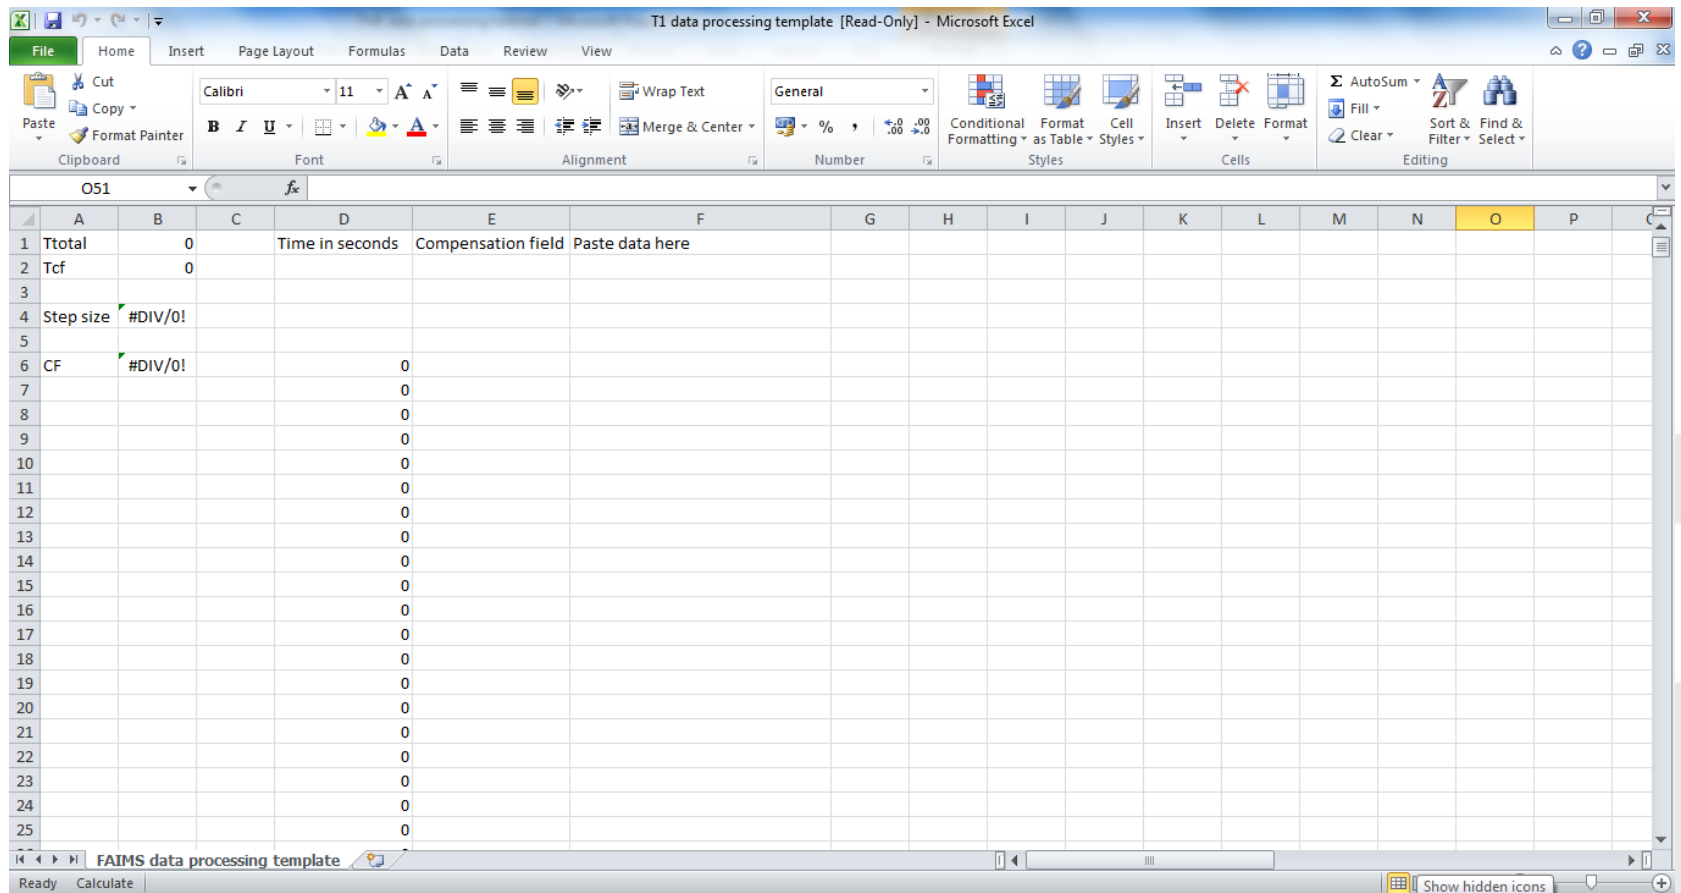 T1 data processing template [Read-Only] - Microsoft Excel
File Home Insert Page Layout Formulas Data Review View
Cut
Copy
Format Painter
Paste
Clipboard
Calibri 11 A A
B I U A
Font
Wrap Text
Merge & Center
Alignment
General
% , .00 .00
Number
Conditional Formatting Format as Table Cell Styles
Styles
Insert Delete Format
Cells
Σ AutoSum
Fill
Clear
Sort & Filter Find & Select
Editing
O51 fx
A B C D E F G H I J K L M N O P
1 Ttotal 0 Time in seconds Compensation field Paste data here
2 Tcf 0
3
4 Step size #DIV/0!
5
6 CF #DIV/0! 0
7 0
8 0
9 0
10 0
11 0
12 0
13 0
14 0
15 0
16 0
17 0
18 0
19 0
20 0
21 0
22 0
23 0
24 0
25 0
FAIMS data processing template
Ready Calculate
Show hidden icons